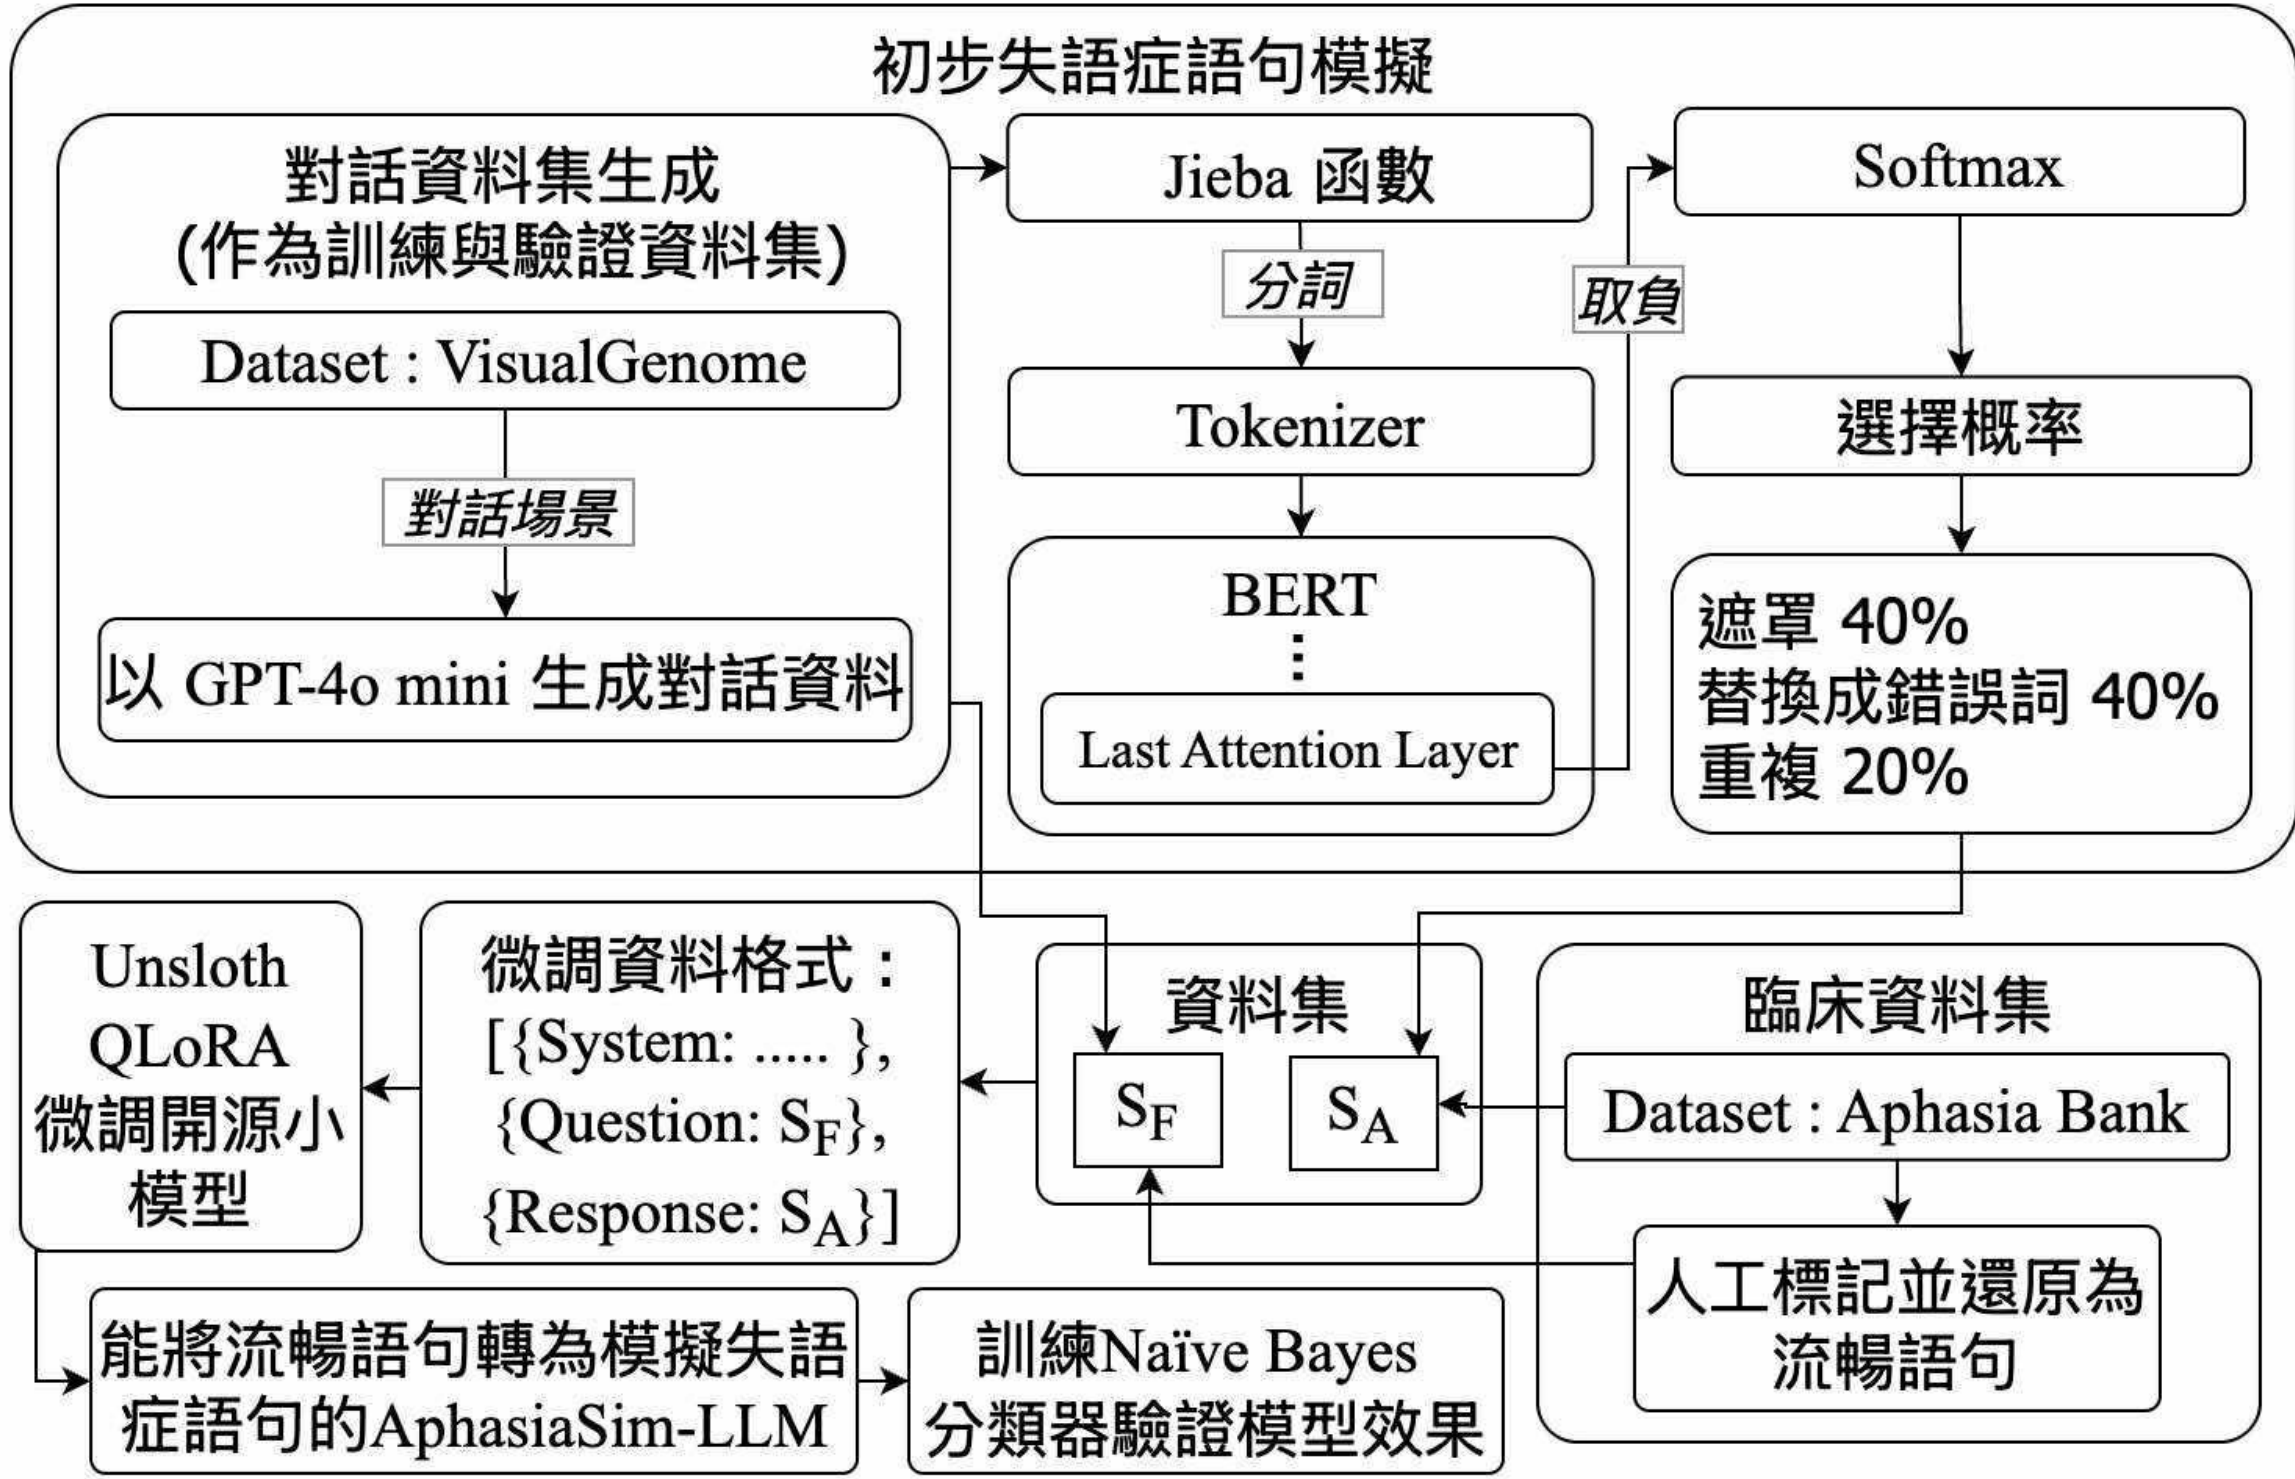 初步失語症語句模擬
對話資料集生成
(作為訓練與驗證資料集)
Dataset : VisualGenome
對話場景
以 GPT-4o mini 生成對話資料
Jieba 函數
分詞
Tokenizer
BERT
⋮
Last Attention Layer
取負
Softmax
選擇概率
遮罩 40%
替換成錯誤詞 40%
重複 20%
Unsloth
QLoRA
微調開源小
模型
微調資料格式：
[{System: ..... },
{Question: S_F},
{Response: S_A}]
資料集
S_F
S_A
臨床資料集
Dataset : Aphasia Bank
人工標記並還原為
流暢語句
能將流暢語句轉為模擬失語
症語句的AphasiaSim-LLM
訓練Naïve Bayes
分類器驗證模型效果